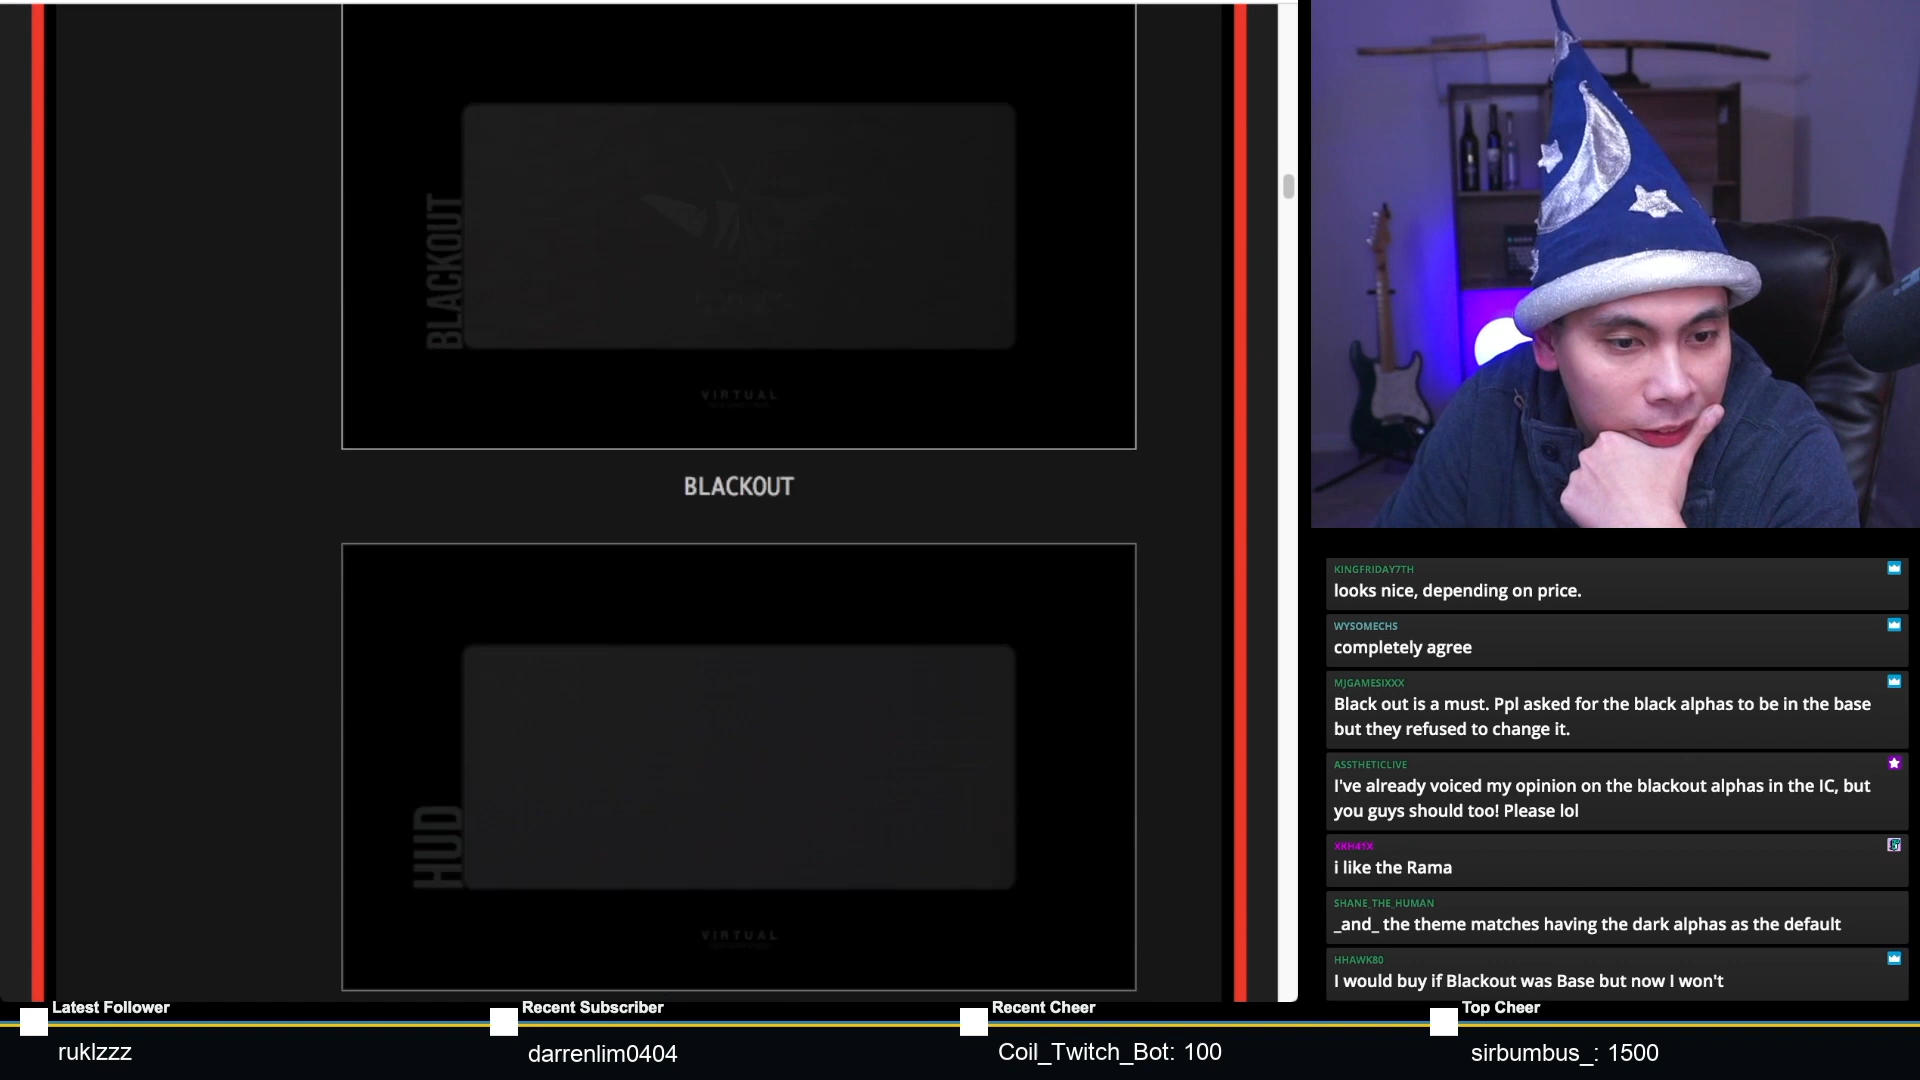 BLACKOUT
VIRTUAL
BLACKOUT
HUD
VIRTUAL
KINGFRIDAY7TH
looks nice, depending on price.
WYSOMECHS
completely agree
MJGAMESIXXX
Black out is a must. Ppl asked for the black alphas to be in the base
but they refused to change it.
ASSTHETICLIVE
I've already voiced my opinion on the blackout alphas in the IC, but
you guys should too! Please lol
XKH41X
i like the Rama
SHANE_THE_HUMAN
_and_ the theme matches having the dark alphas as the default
HHAWK80
I would buy if Blackout was Base but now I won't
Latest Follower
ruklzzz
Recent Subscriber
darrenlim0404
Recent Cheer
Coil_Twitch_Bot: 100
Top Cheer
sirbumbus_: 1500